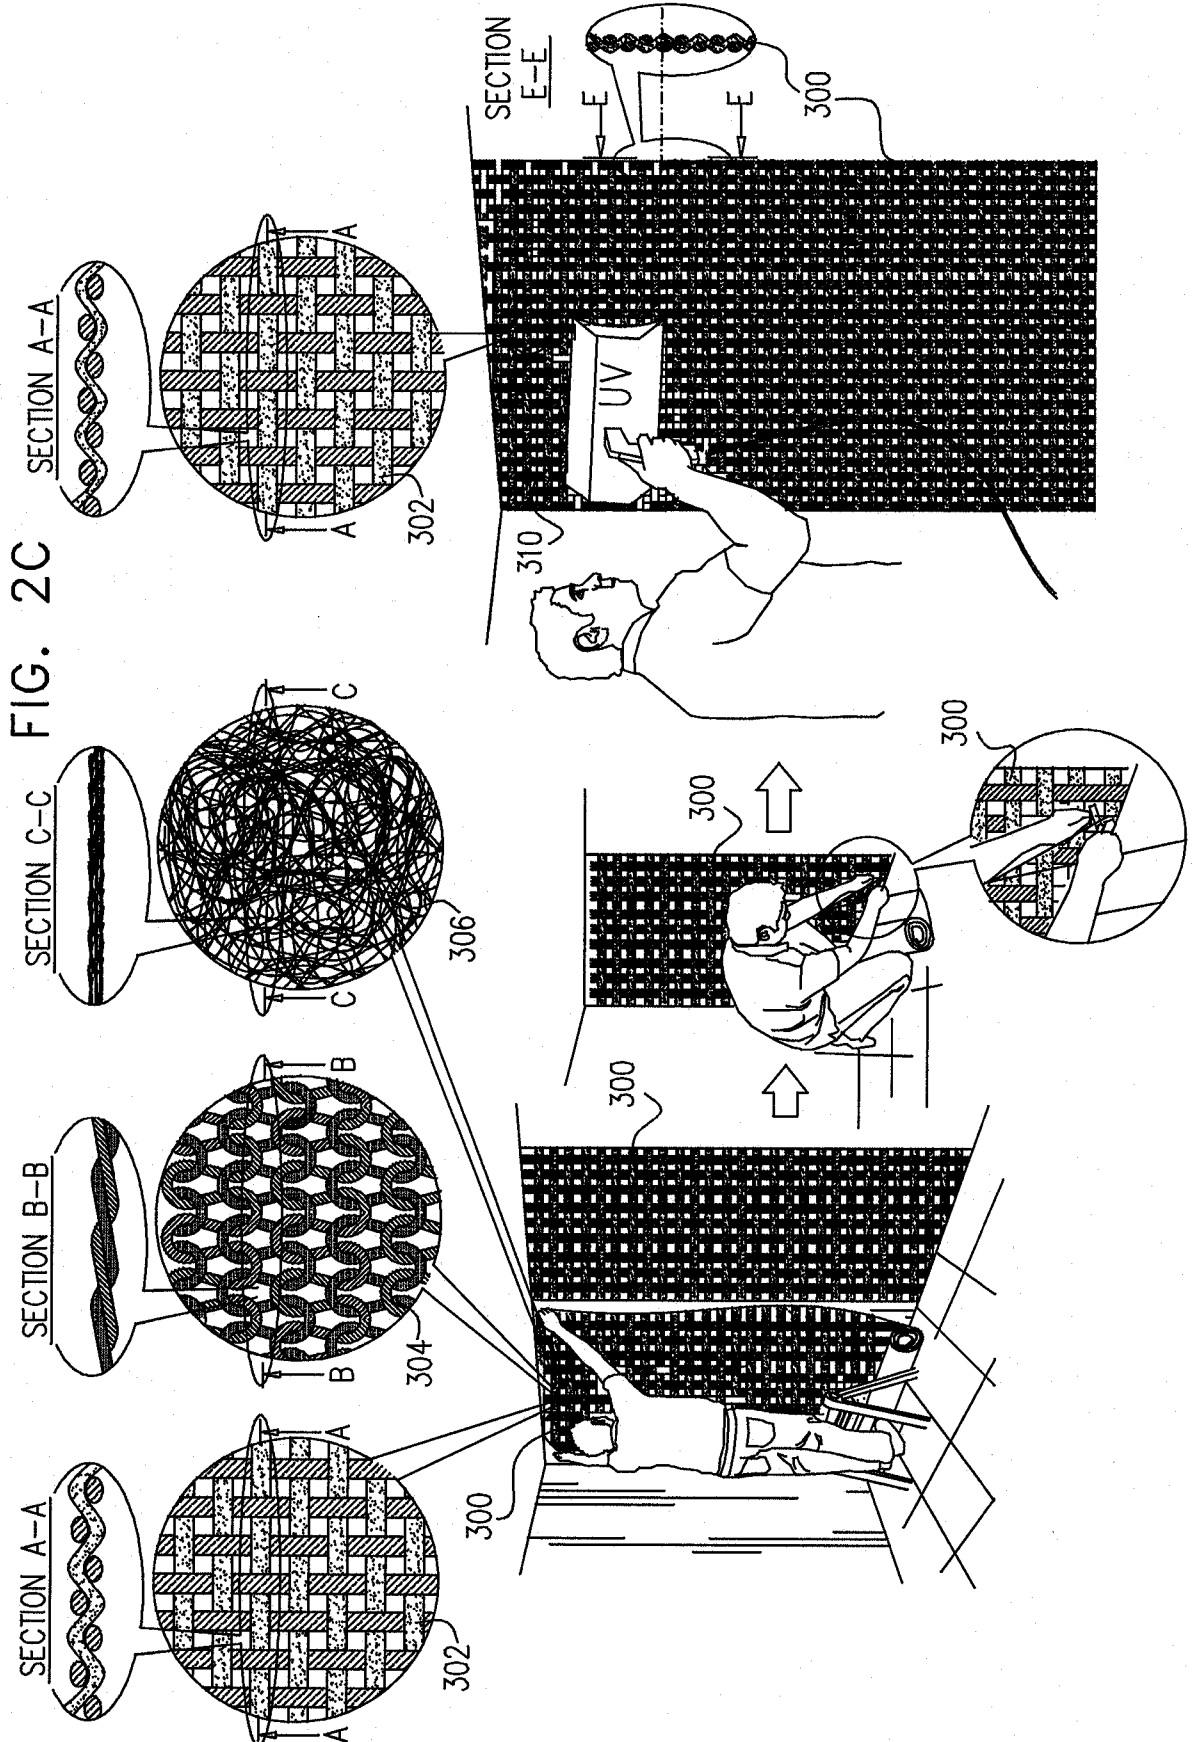 FIG. 2C
SECTION A-A
SECTION B-B
SECTION C-C
SECTION A-A
A
A
302
B
B
304
C
C
306
A
A
302
SECTION
E-E
300
300
300
300
310
UV
E
E
300